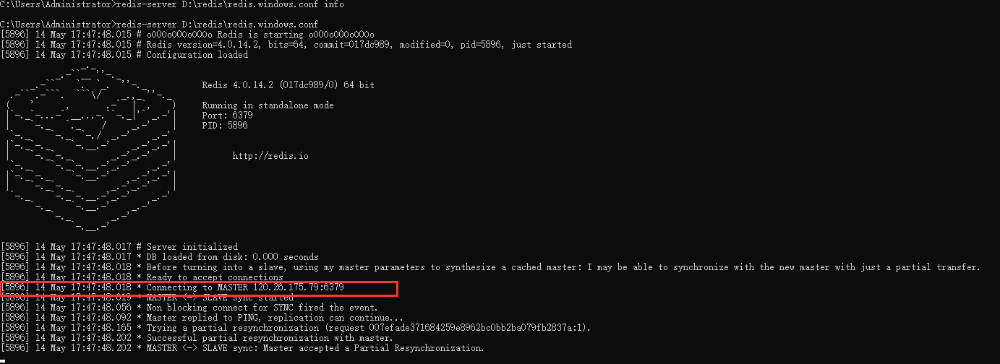 C:\Users\Administrator>redis-server D:\redis\redis.windows.conf info
C:\Users\Administrator>redis-server D:\redis\redis.windows.conf
[5896] 14 May 17:47:48.015 # oO0OoO0OoO0Oo Redis is starting oO0OoO0OoO0Oo
[5896] 14 May 17:47:48.015 # Redis version=4.0.14.2, bits=64, commit=017dc989, modified=0, pid=5896, just started
[5896] 14 May 17:47:48.015 # Configuration loaded
Redis 4.0.14.2 (017dc989/0) 64 bit
Running in standalone mode
Port: 6379
PID: 5896
http://redis.io
[5896] 14 May 17:47:48.017 # Server initialized
[5896] 14 May 17:47:48.017 * DB loaded from disk: 0.000 seconds
[5896] 14 May 17:47:48.018 * Before turning into a slave, using my master parameters to synthesize a cached master: I may be able to synchronize with the new master with just a partial transfer.
[5896] 14 May 17:47:48.018 * Ready to accept connections
[5896] 14 May 17:47:48.018 * Connecting to MASTER 120.26.175.79:6379
[5896] 14 May 17:47:48.019 * MASTER <-> SLAVE sync started
[5896] 14 May 17:47:48.056 * Non blocking connect for SYNC fired the event.
[5896] 14 May 17:47:48.092 * Master replied to PING, replication can continue...
[5896] 14 May 17:47:48.165 * Trying a partial resynchronization (request 007efade371684259e8962bc0bb2ba079fb2837a:1).
[5896] 14 May 17:47:48.202 * Successful partial resynchronization with master.
[5896] 14 May 17:47:48.202 * MASTER <-> SLAVE sync: Master accepted a Partial Resynchronization.